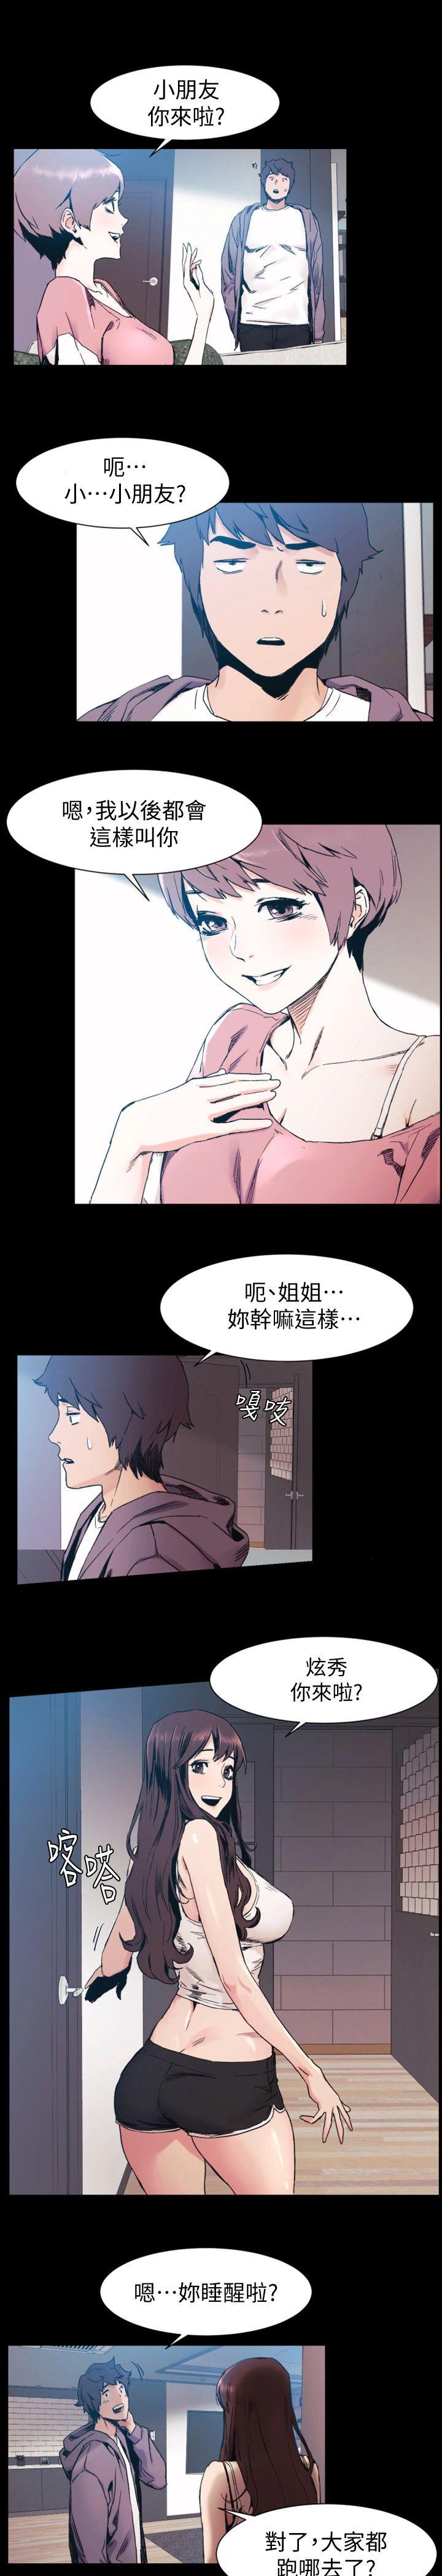 小朋友
你來啦?
呃⋯
小⋯小朋友?
嗯,我以後都會
這樣叫你
呃、姐姐⋯
妳幹嘛這樣⋯
嘎吱
炫秀
你來啦?
喀嗒
嗯⋯妳睡醒啦?
對了,大家都
跑哪去了?